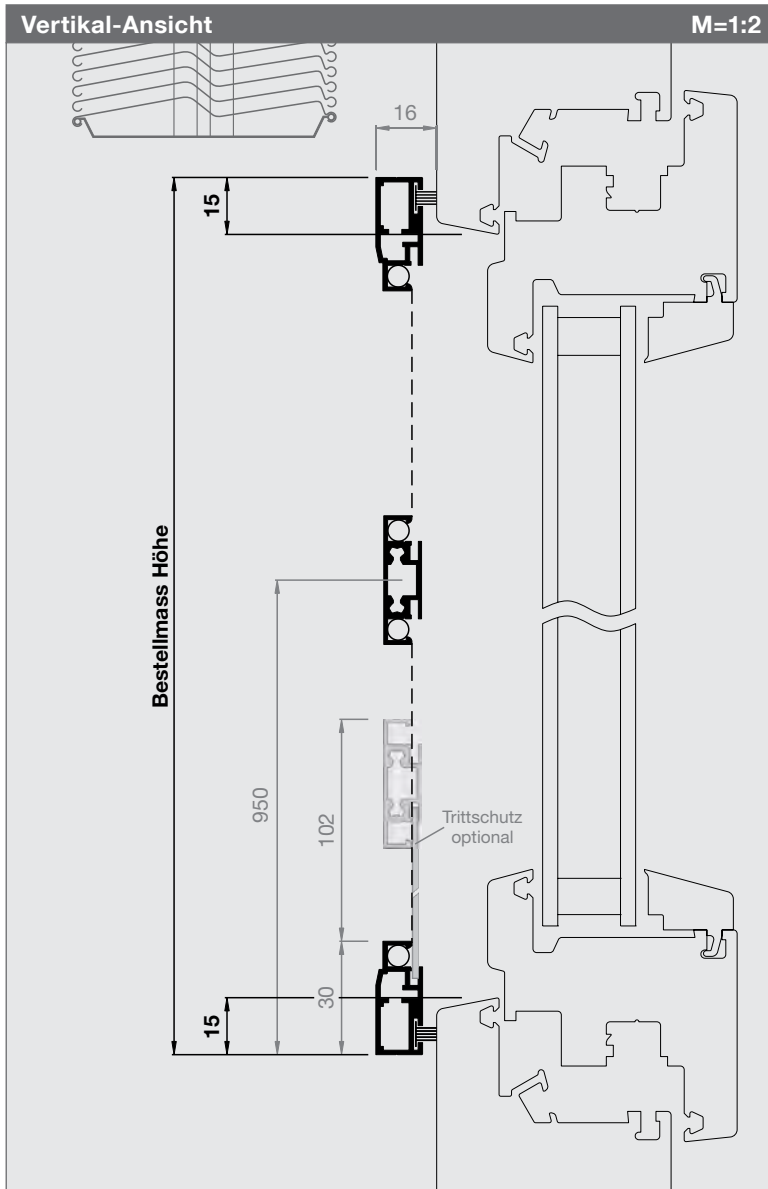 Vertikal-Ansicht M=1:2
16
15
Bestellmass Höhe
950
102
Trittschutz
optional
30
15